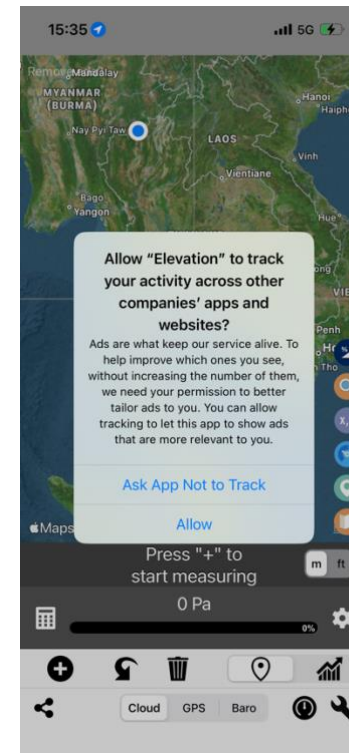 15:35
5G
Mandalay
MYANMAR
(BURMA)
Hanoi
Nay Pyi Taw
LAOS
Vinh
Vientiane
Bago
Yangon
Hue
Allow “Elevation” to track
your activity across other
companies’ apps and
websites?
Ads are what keep our service alive. To
help improve which ones you see,
without increasing the number of them,
we need your permission to better
tailor ads to you. You can allow
tracking to let this app to show ads
that are more relevant to you.
Ask App Not to Track
Allow
Penh
Maps
Press "+" to
start measuring
m ft
0 Pa
0%
Cloud GPS Baro